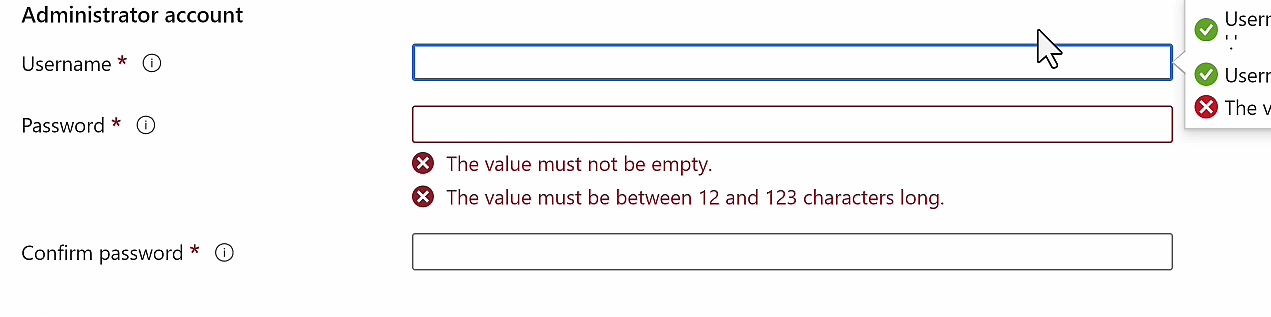 Administrator account
Username *
Password *
The value must not be empty.
The value must be between 12 and 123 characters long.
Confirm password *
The